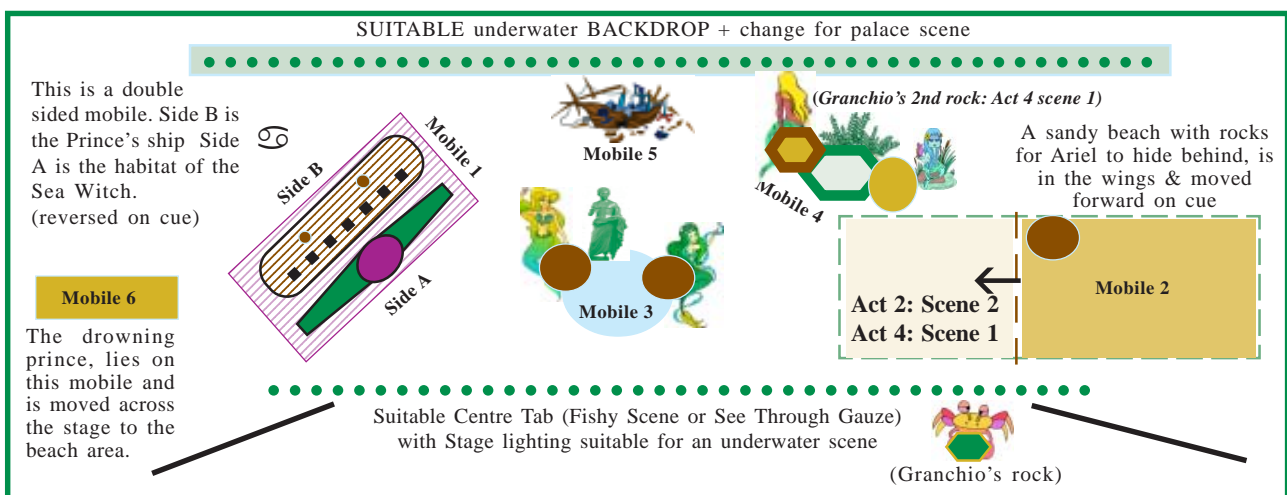 SUITABLE underwater BACKDROP + change for palace scene
This is a double
sided mobile. Side B is
the Prince's ship Side
A is the habitat of the
Sea Witch.
(reversed on cue)
Mobile 1
Side B
Side A
Mobile 5
(Granchio's 2nd rock: Act 4 scene 1)
Mobile 4
A sandy beach with rocks
for Ariel to hide behind, is
in the wings & moved
forward on cue
Mobile 3
Act 2: Scene 2
Act 4: Scene 1
Mobile 2
Mobile 6
The drowning
prince, lies on
this mobile and
is moved across
the stage to the
beach area.
Suitable Centre Tab (Fishy Scene or See Through Gauze)
with Stage lighting suitable for an underwater scene
(Granchio's rock)